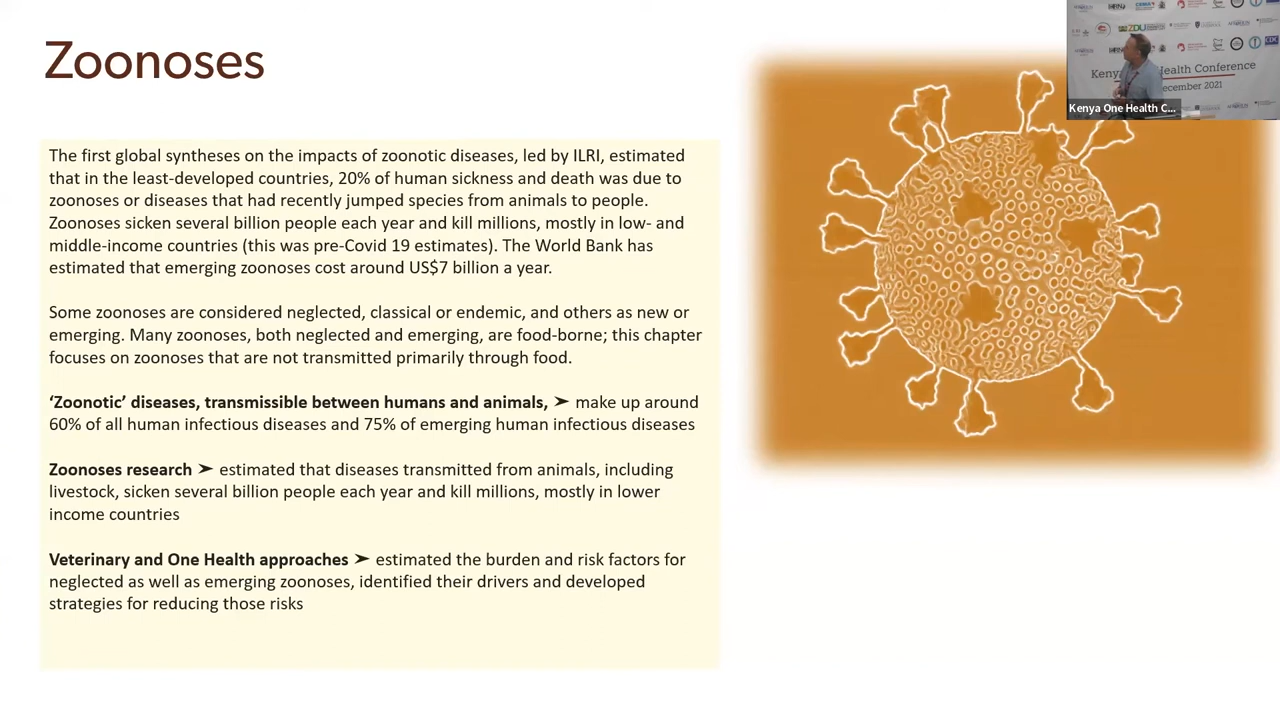 Zoonoses
The first global syntheses on the impacts of zoonotic diseases, led by ILRI, estimated
that in the least-developed countries, 20% of human sickness and death was due to
zoonoses or diseases that had recently jumped species from animals to people.
Zoonoses sicken several billion people each year and kill millions, mostly in low- and
middle-income countries (this was pre-Covid 19 estimates). The World Bank has
estimated that emerging zoonoses cost around US$7 billion a year.
Some zoonoses are considered neglected, classical or endemic, and others as new or
emerging. Many zoonoses, both neglected and emerging, are food-borne; this chapter
focuses on zoonoses that are not transmitted primarily through food.
‘Zoonotic’ diseases, transmissible between humans and animals, ➤ make up around
60% of all human infectious diseases and 75% of emerging human infectious diseases
Zoonoses research ➤ estimated that diseases transmitted from animals, including
livestock, sicken several billion people each year and kill millions, mostly in lower
income countries
Veterinary and One Health approaches ➤ estimated the burden and risk factors for
neglected as well as emerging zoonoses, identified their drivers and developed
strategies for reducing those risks
ZDU
Health Conference
December 2021
Kenya One Health C...